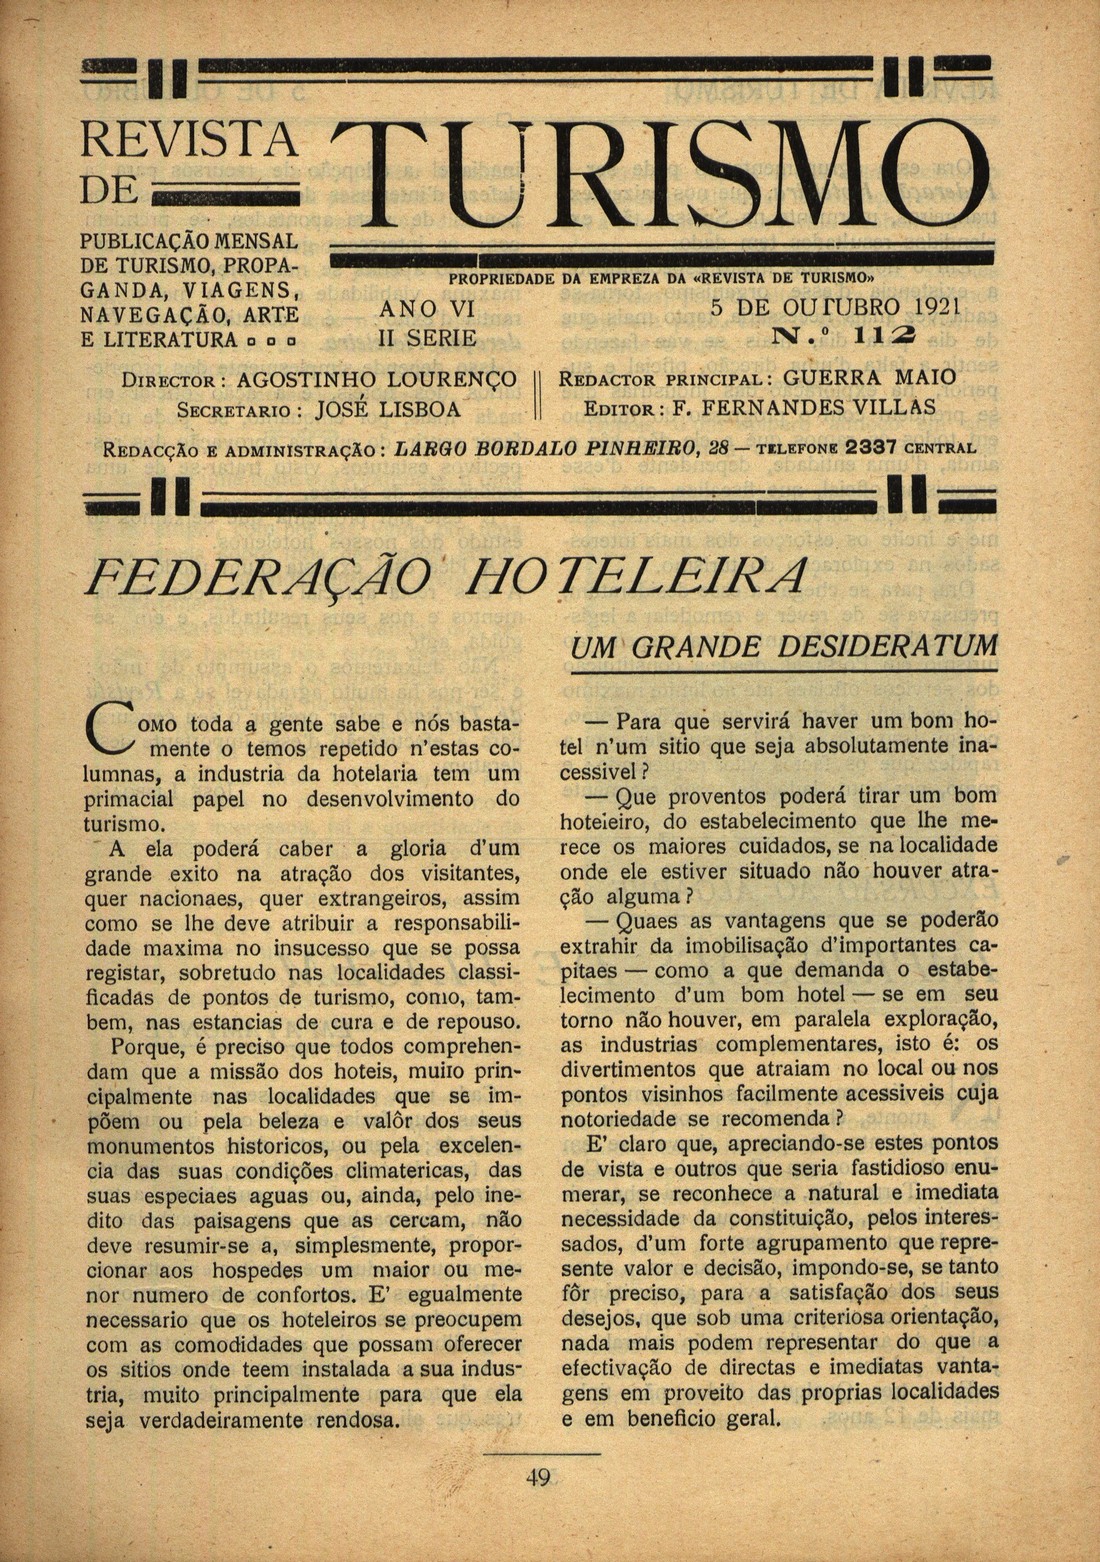 REVISTA
DE
TURISMO
PUBLICAÇÃO MENSAL
DE TURISMO, PROPA-
GANDA, VIAGENS,
NAVEGAÇÃO, ARTE
E LITERATURA
PROPRIEDADE DA EMPREZA DA «REVISTA DE TURISMO»
ANO VI
II SERIE
5 DE OUTUBRO 1921
N.º 112
DIRECTOR: AGOSTINHO LOURENÇO
SECRETARIO: JOSÉ LISBOA
REDACTOR PRINCIPAL: GUERRA MAIO
EDITOR: F. FERNANDES VILLAS
REDACÇÃO E ADMINISTRAÇÃO: LARGO BORDALO PINHEIRO, 28 — TELEFONE 2337 CENTRAL
FEDERAÇÃO HOTELEIRA
UM GRANDE DESIDERATUM
COMO toda a gente sabe e nós basta-
mente o temos repetido n'estas co-
lumnas, a industria da hotelaria tem um
primacial papel no desenvolvimento do
turismo.
A ela poderá caber a gloria d'um
grande exito na atração dos visitantes,
quer nacionaes, quer extrangeiros, assim
como se lhe deve atribuir a responsabili-
dade maxima no insucesso que se possa
registar, sobretudo nas localidades classi-
ficadas de pontos de turismo, como, tam-
bem, nas estancias de cura e de repouso.
Porque, é preciso que todos comprehen-
dam que a missão dos hoteis, muito prin-
cipalmente nas localidades que se im-
põem ou pela beleza e valôr dos seus
monumentos historicos, ou pela excelen-
cia das suas condições climatericas, das
suas especiaes aguas ou, ainda, pelo ine-
dito das paisagens que as cercam, não
deve resumir-se a, simplesmente, propor-
cionar aos hospedes um maior ou me-
nor numero de confortos. E' egualmente
necessario que os hoteleiros se preocupem
com as comodidades que possam oferecer
os sitios onde teem instalada a sua indus-
tria, muito principalmente para que ela
seja verdadeiramente rendosa.
— Para que servirá haver um bom ho-
tel n'um sitio que seja absolutamente ina-
cessivel?
— Que proventos poderá tirar um bom
hoteleiro, do estabelecimento que lhe me-
rece os maiores cuidados, se na localidade
onde ele estiver situado não houver atra-
ção alguma?
— Quaes as vantagens que se poderão
extrahir da imobilisação d'importantes ca-
pitaes — como a que demanda o estabe-
lecimento d'um bom hotel — se em seu
torno não houver, em paralela exploração,
as industrias complementares, isto é: os
divertimentos que atraiam no local ou nos
pontos visinhos facilmente acessiveis cuja
notoriedade se recomenda?
E' claro que, apreciando-se estes pontos
de vista e outros que seria fastidioso enu-
merar, se reconhece a natural e imediata
necessidade da constituição, pelos interes-
sados, d'um forte agrupamento que repre-
sente valor e decisão, impondo-se, se tanto
fôr preciso, para a satisfação dos seus
desejos, que sob uma criteriosa orientação,
nada mais podem representar do que a
efectivação de directas e imediatas vanta-
gens em proveito das proprias localidades
e em beneficio geral.
49